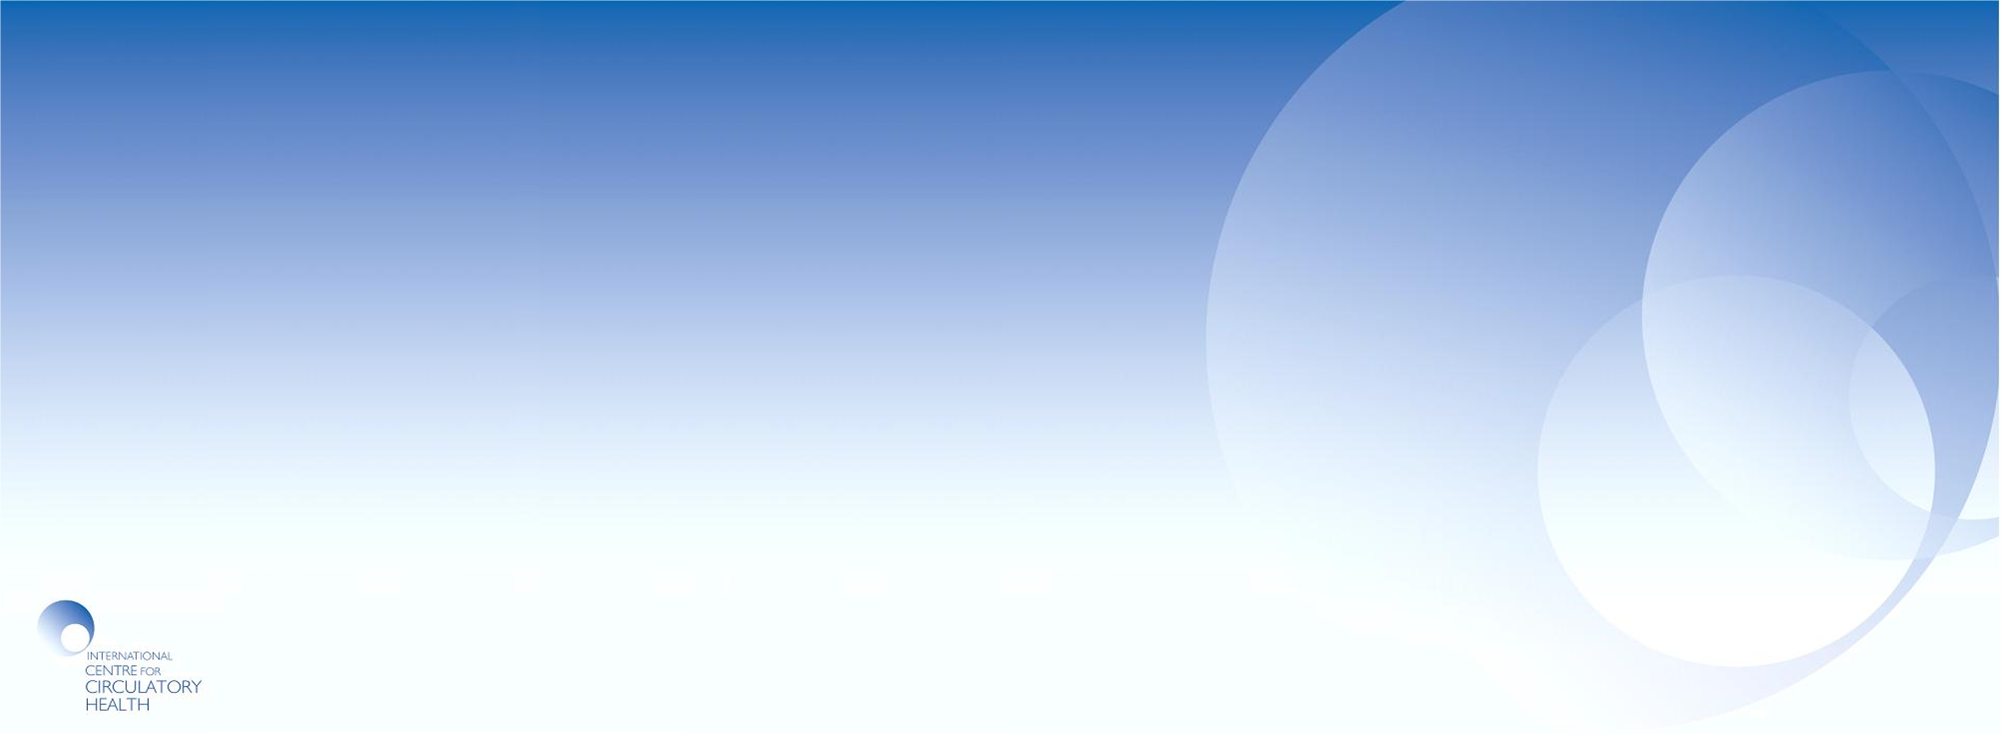 INTERNATIONAL
CENTRE FOR
CIRCULATORY
HEALTH